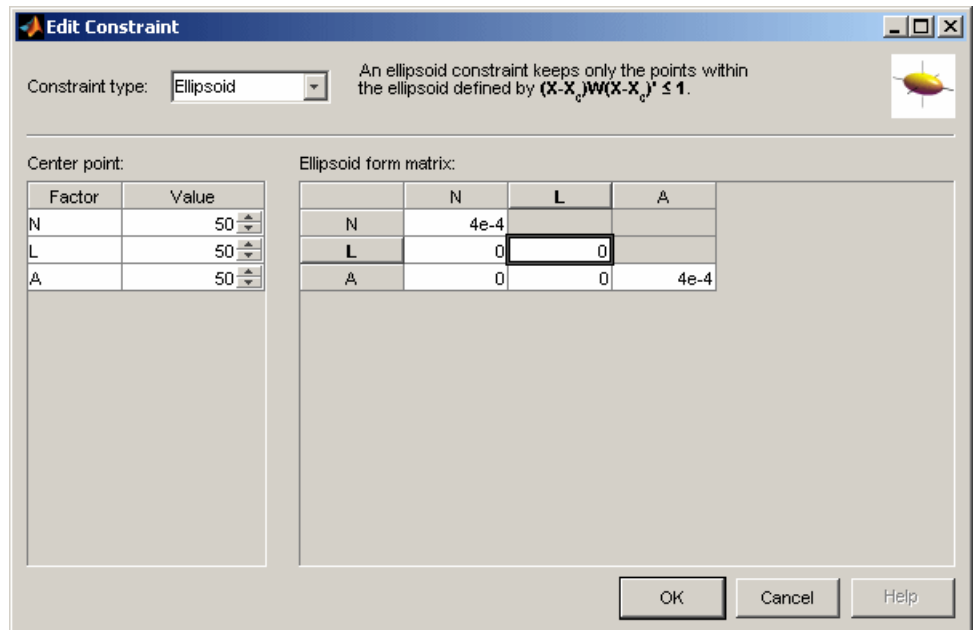 Edit Constraint
Constraint type: Ellipsoid
An ellipsoid constraint keeps only the points within
the ellipsoid defined by (X-Xc)W(X-Xc)' ≤ 1.
Center point:
Factor Value
N 50
L 50
A 50
Ellipsoid form matrix:
N L A
N 4e-4
L 0 0
A 0 0 4e-4
OK Cancel Help